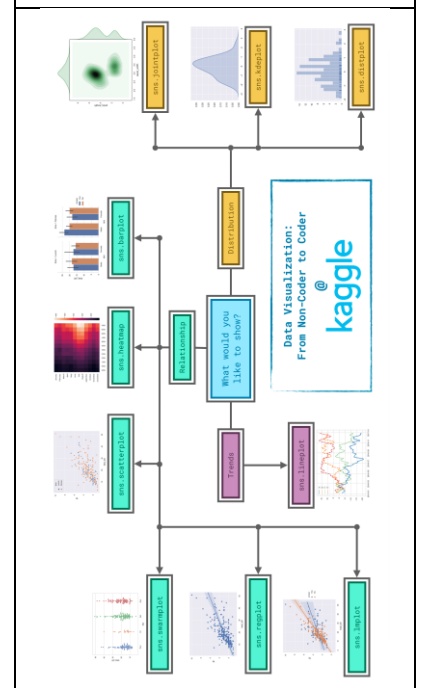 Data Visualization:
From Non-Coder to Coder
@
kaggle
What would you
like to show?
Trends
sns.lineplot
Relationship
sns.barplot
sns.heatmap
sns.scatterplot
sns.swarmplot
sns.regplot
sns.lmplot
Distribution
sns.distplot
sns.kdeplot
sns.jointplot